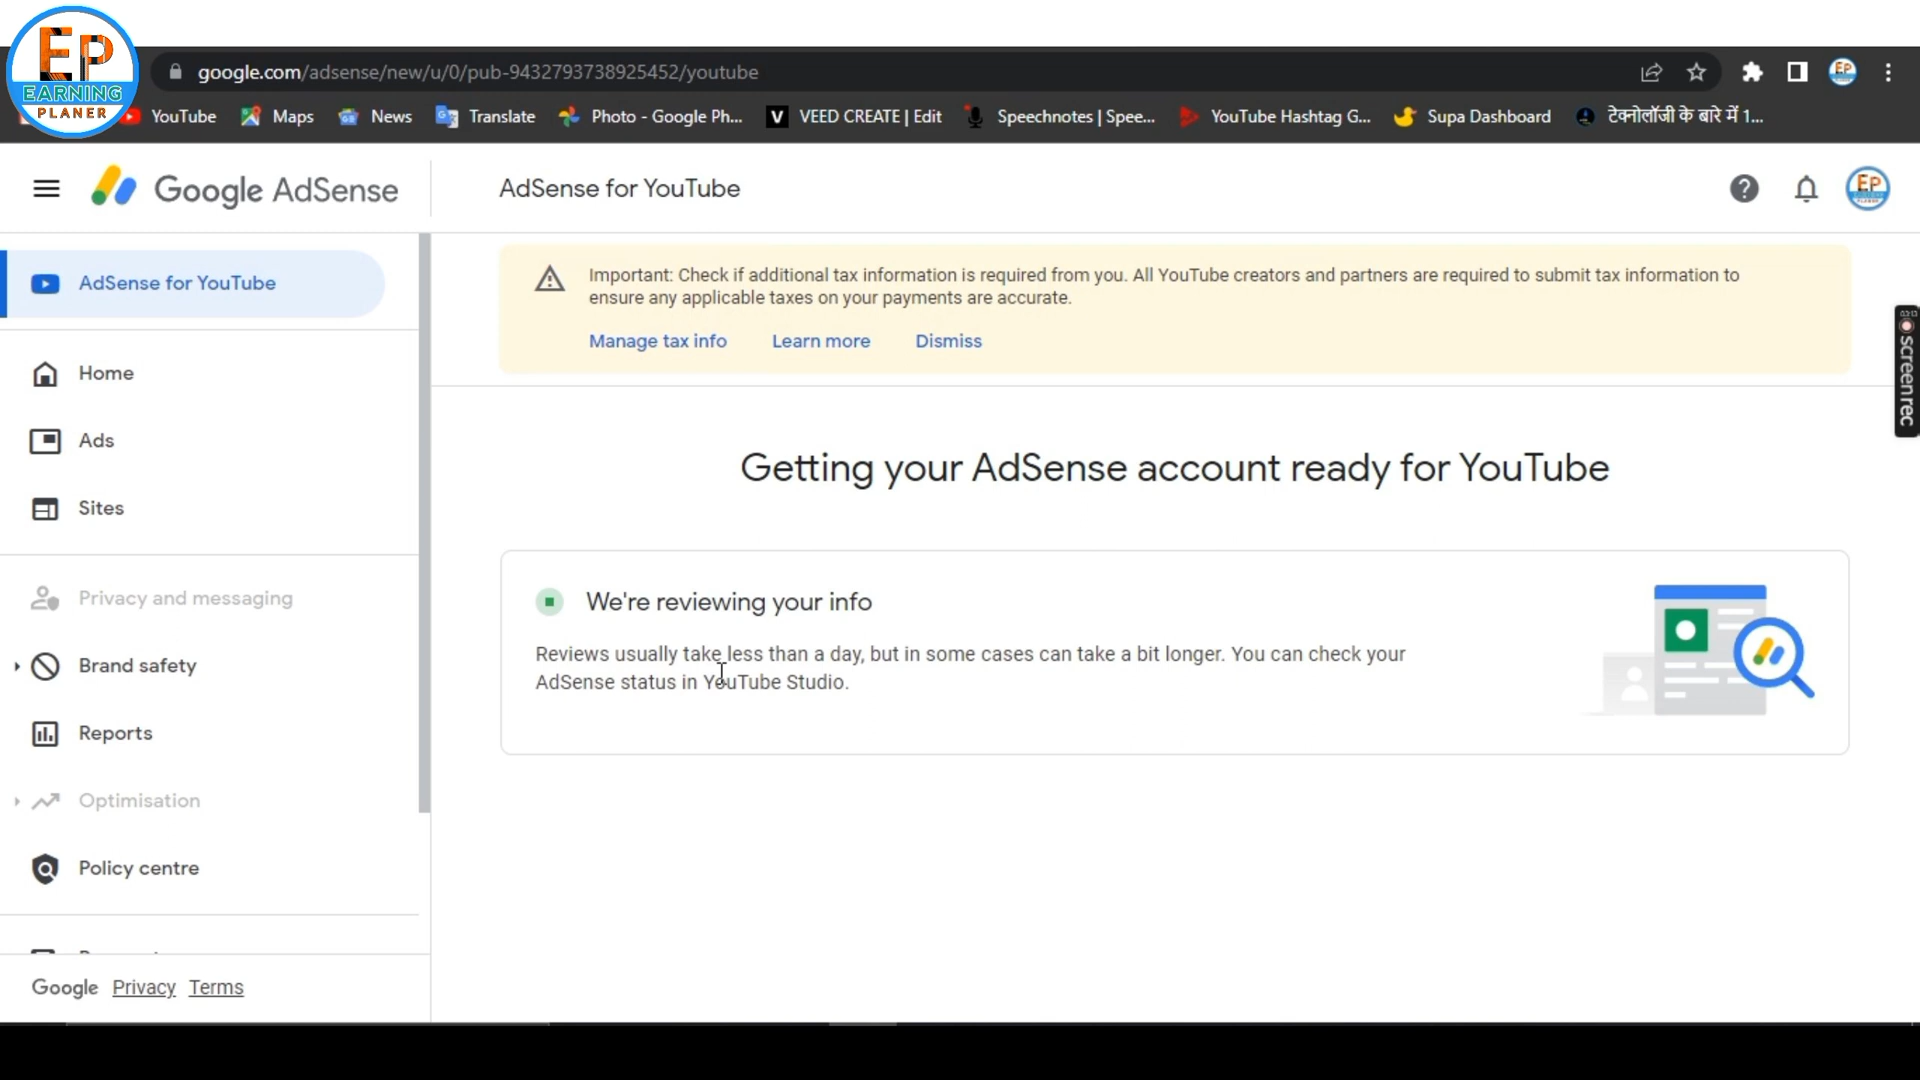 EP
EARNING
PLANER
google.com/adsense/new/u/0/pub-9432793738925452/youtube
EP
YouTube
Maps
News
Translate
Photo - Google Ph...
V VEED CREATE | Edit
Speechnotes | Spee...
YouTube Hashtag G...
Supa Dashboard
टेक्नोलॉजी के बारे में 1...
Google AdSense
AdSense for YouTube
EP
AdSense for YouTube
Home
Ads
Sites
Privacy and messaging
Brand safety
Reports
Optimisation
Policy centre
Google Privacy Terms
Important: Check if additional tax information is required from you. All YouTube creators and partners are required to submit tax information to
ensure any applicable taxes on your payments are accurate.
Manage tax info Learn more Dismiss
Getting your AdSense account ready for YouTube
We're reviewing your info
Reviews usually take less than a day, but in some cases can take a bit longer. You can check your
AdSense status in YouTube Studio.
03:13
screenrec